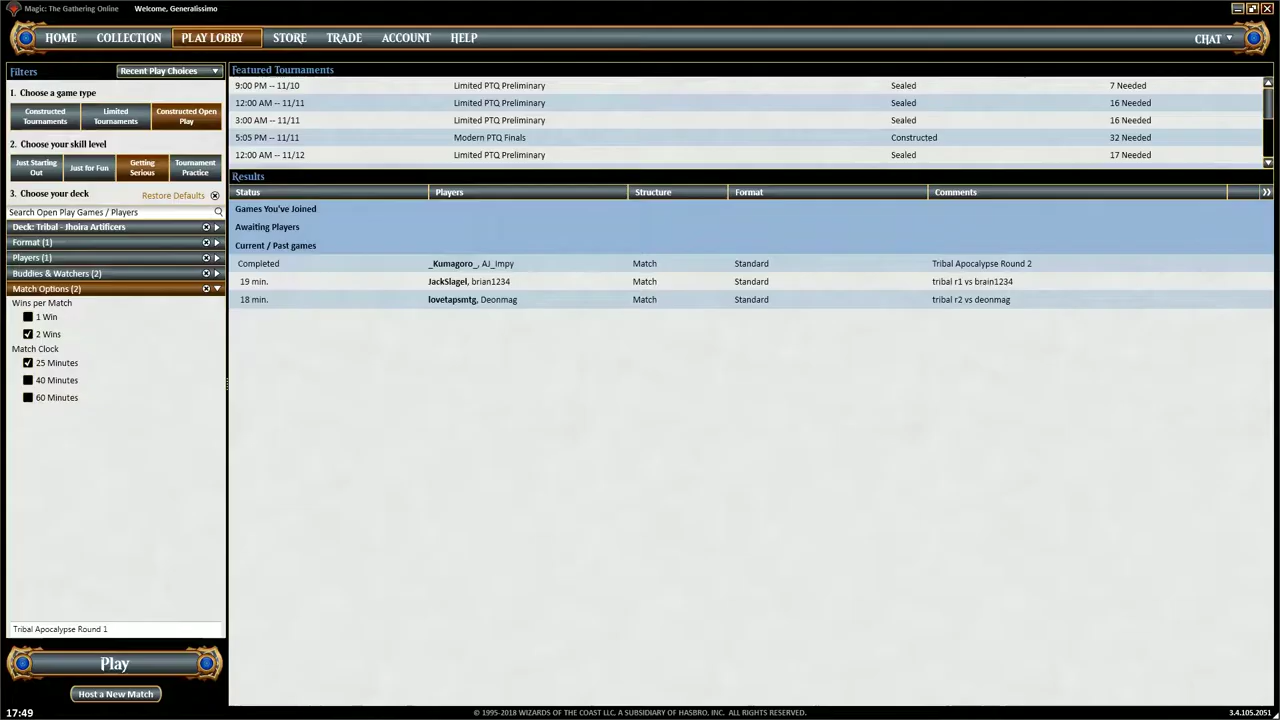 Magic: The Gathering Online Welcome, Generalissimo
HOME COLLECTION PLAY LOBBY STORE TRADE ACCOUNT HELP CHAT
Filters Recent Play Choices
1. Choose a game type
Constructed Tournaments Limited Tournaments Constructed Open Play
2. Choose your skill level
Just Starting Out Just for Fun Getting Serious Tournament Practice
3. Choose your deck Restore Defaults
Search Open Play Games / Players
Deck: Tribal - Jhoira Artificers
Format (1)
Players (1)
Buddies & Watchers (2)
Match Options (2)
Wins per Match
1 Win
2 Wins
Match Clock
25 Minutes
40 Minutes
60 Minutes
Tribal Apocalypse Round 1
Play
Host a New Match
17:49
Featured Tournaments
9:00 PM -- 11/10 Limited PTQ Preliminary Sealed 7 Needed
12:00 AM -- 11/11 Limited PTQ Preliminary Sealed 16 Needed
3:00 AM -- 11/11 Limited PTQ Preliminary Sealed 16 Needed
5:05 PM -- 11/11 Modern PTQ Finals Constructed 32 Needed
12:00 AM -- 11/12 Limited PTQ Preliminary Sealed 17 Needed
Results
Status Players Structure Format Comments
Games You've Joined
Awaiting Players
Current / Past games
Completed _Kumagoro_, AJ_Impy Match Standard Tribal Apocalypse Round 2
19 min. JackSlagel, brian1234 Match Standard tribal r1 vs brain1234
18 min. lovetapsmtg, Deonmag Match Standard tribal r2 vs deonmag
© 1995-2018 WIZARDS OF THE COAST LLC, A SUBSIDIARY OF HASBRO, INC. ALL RIGHTS RESERVED.
3.4.105.2051